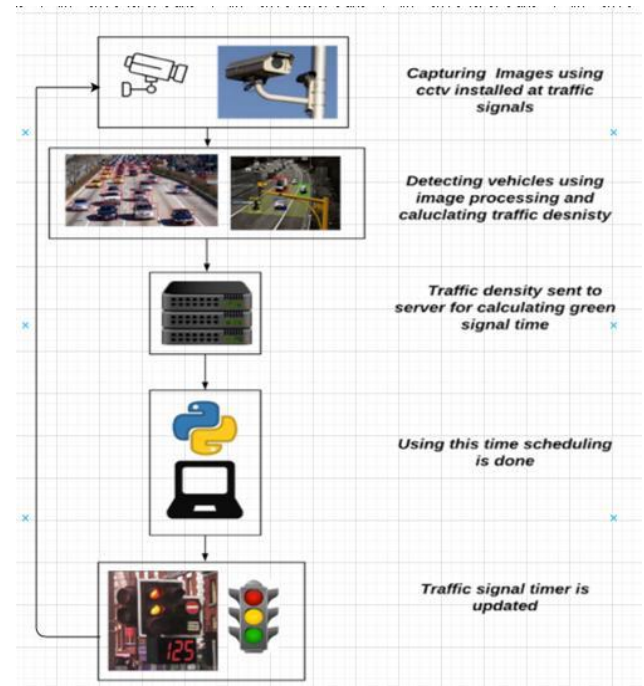 Capturing Images using
cctv installed at traffic
signals
Detecting vehicles using
image processing and
caluclating traffic desnisty
Traffic density sent to
server for calculating green
signal time
Using this time scheduling
is done
125
Traffic signal timer is
updated